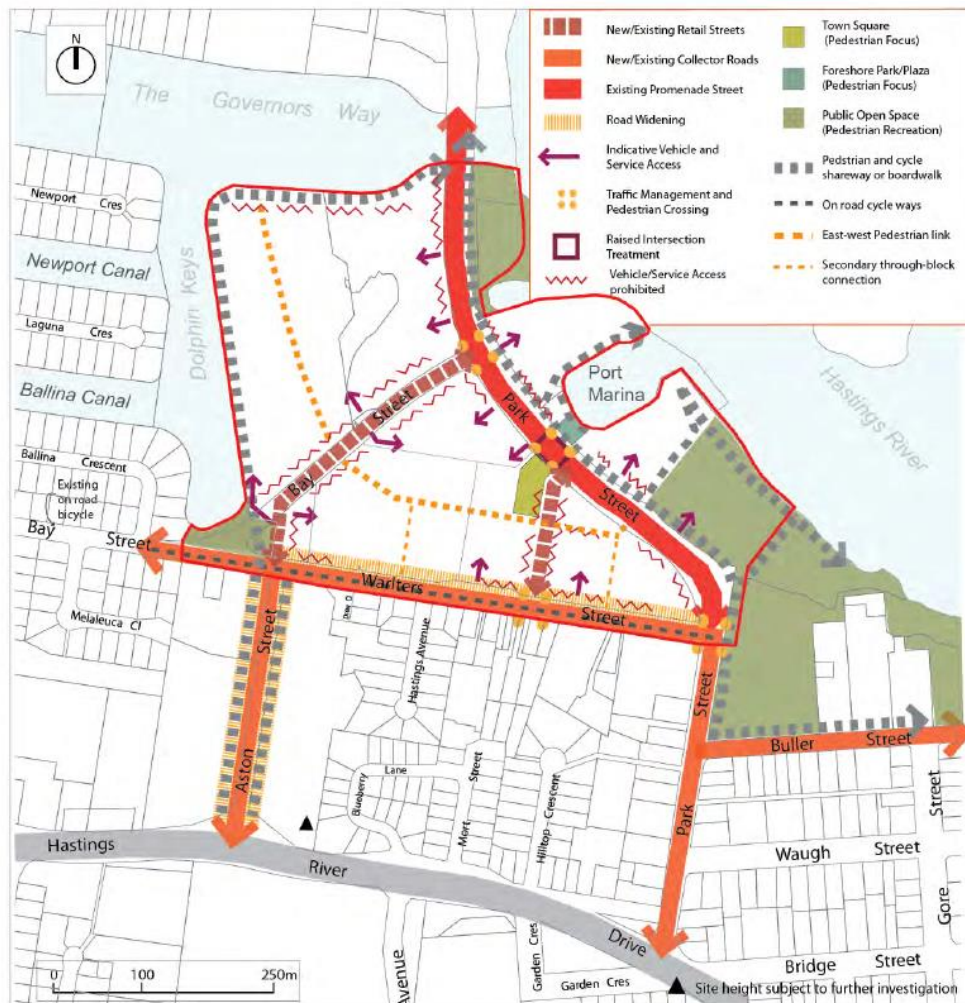 N
The Governors Way
Newport Cres
Newport Canal
Laguna Cres
Ballina Canal
Dolphin Keys
Ballina Crescent
Existing
on road
bicycle
Bay
Street
Melaleuca Cl
Bay Street
Park Street
Port
Marina
Hastings River
Warlters Street
Aston Street
Hastings Avenue
Blueberry Lane
Mort Street
Hilltop Crescent
Park Street
Buller Street
Waugh Street
Gore Street
Bridge Street
Hastings River Drive
Avenue
Garden Cres
Garden Cres
0 100 250m
Site height subject to further investigation
New/Existing Retail Streets
New/Existing Collector Roads
Existing Promenade Street
Road Widening
Indicative Vehicle and
Service Access
Traffic Management and
Pedestrian Crossing
Raised Intersection
Treatment
Vehicle/Service Access
prohibited
Town Square
(Pedestrian Focus)
Foreshore Park/Plaza
(Pedestrian Focus)
Public Open Space
(Pedestrian Recreation)
Pedstrian and cycle
shareway or boardwalk
On road cycle ways
East-west Pedestrian link
Secondary through-block
connection